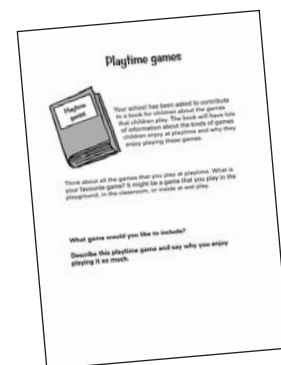 Playtime games
Playtime
games
Your school has been asked to contribute
to a book for children about the games
that children play. The book will have lots
of information about the kinds of games
children enjoy at playtime and why they
enjoy playing these games.
Think about all the games that you play at playtime. What is
your favourite game? It might be a game that you play in the
playground, in the classroom, or inside at wet play.
What game would you like to include?
Describe this playtime game and say why you enjoy
playing it so much.